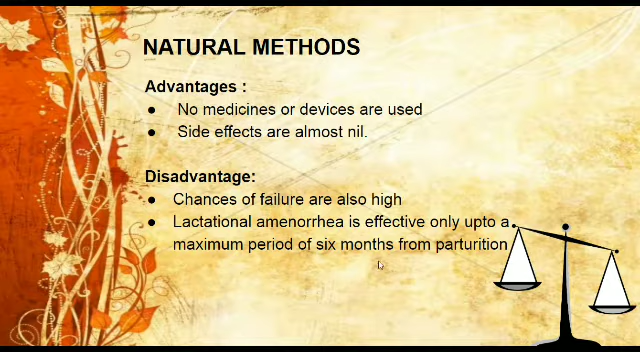 NATURAL METHODS
Advantages :
● No medicines or devices are used
● Side effects are almost nil.
Disadvantage:
● Chances of failure are also high
● Lactational amenorrhea is effective only upto a
maximum period of six months from parturition